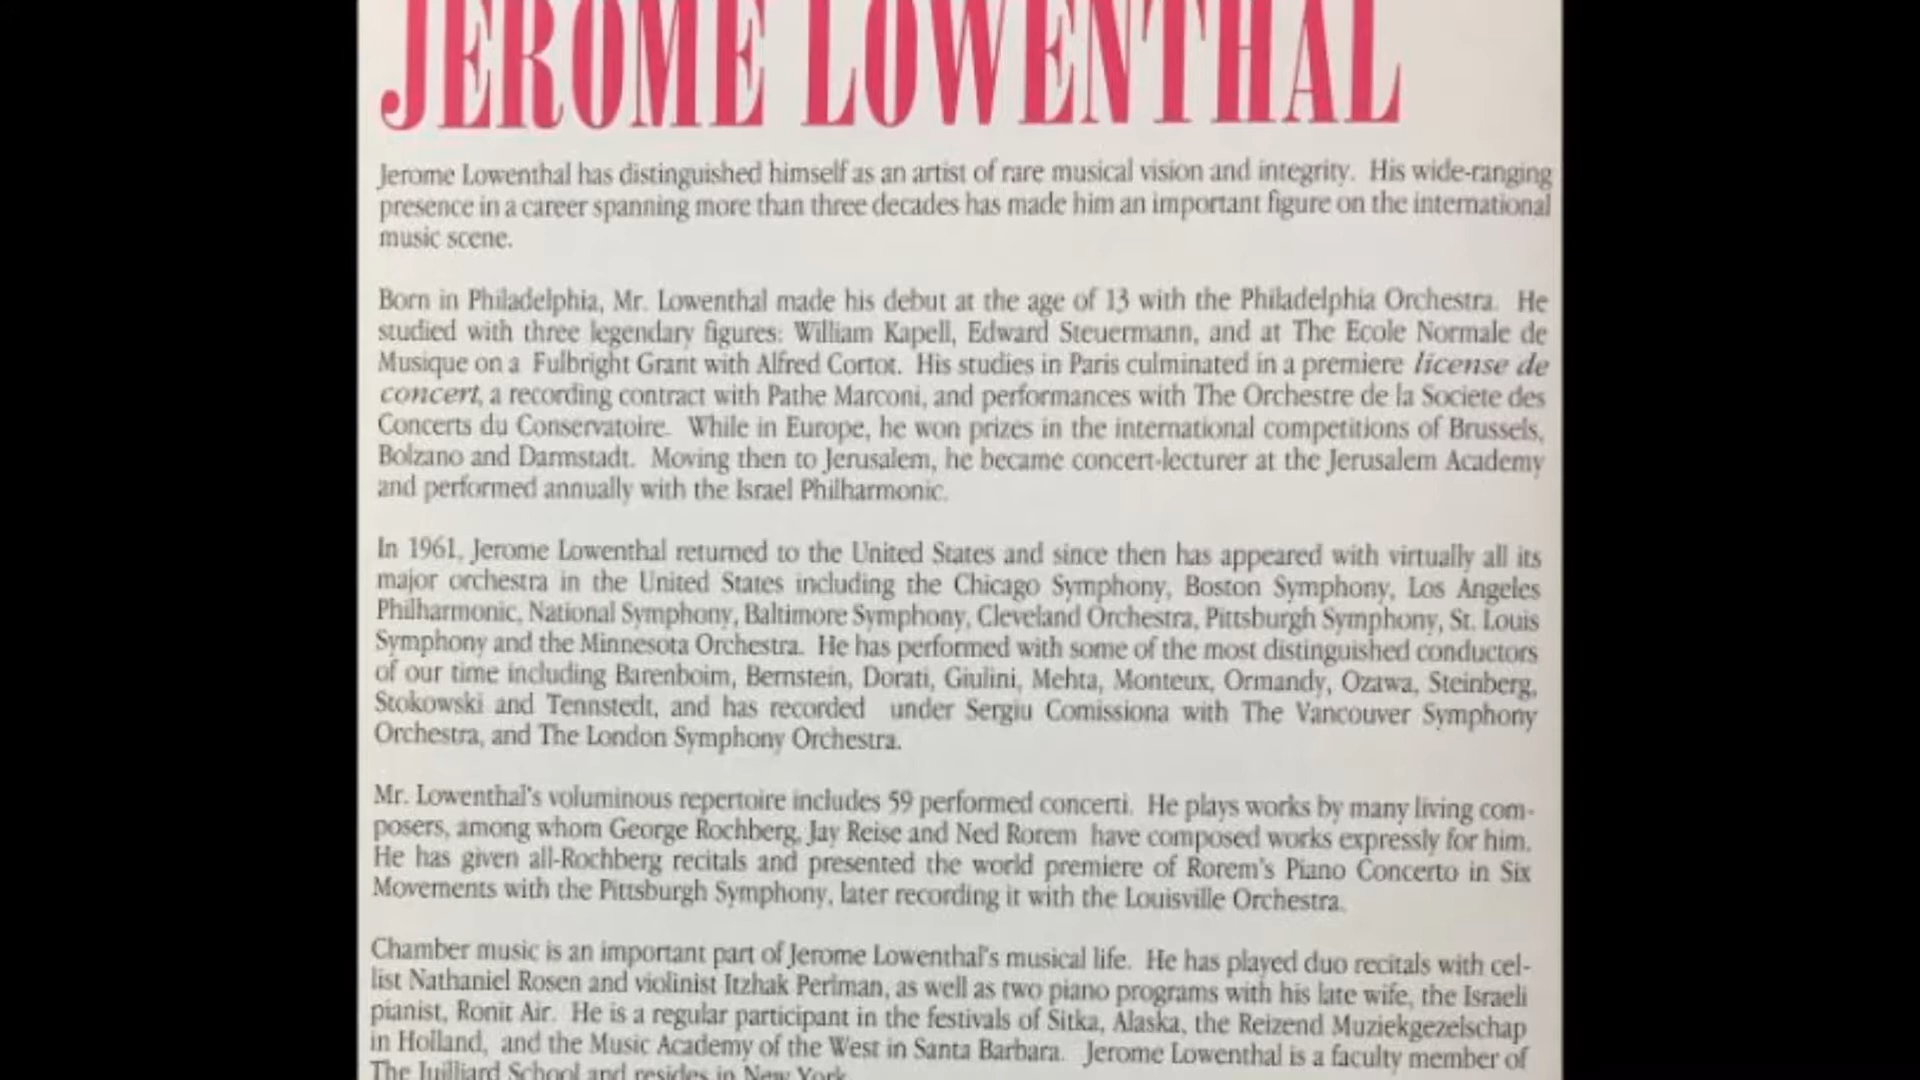 JEROME LOWENTHAL
Jerome Lowenthal has distinguished himself as an artist of rare musical vision and integrity. His wide-ranging
presence in a career spanning more than three decades has made him an important figure on the international
music scene.
Born in Philadelphia, Mr. Lowenthal made his debut at the age of 13 with the Philadelphia Orchestra. He
studied with three legendary figures: William Kapell, Edward Steuermann, and at The Ecole Normale de
Musique on a Fulbright Grant with Alfred Cortot. His studies in Paris culminated in a premiere license de
concert, a recording contract with Pathe Marconi, and performances with The Orchestre de la Societe des
Concerts du Conservatoire. While in Europe, he won prizes in the international competitions of Brussels,
Bolzano and Darmstadt. Moving then to Jerusalem, he became concert-lecturer at the Jerusalem Academy
and performed annually with the Israel Philharmonic.
In 1961, Jerome Lowenthal returned to the United States and since then has appeared with virtually all its
major orchestra in the United States including the Chicago Symphony, Boston Symphony, Los Angeles
Philharmonic, National Symphony, Baltimore Symphony, Cleveland Orchestra, Pittsburgh Symphony, St. Louis
Symphony and the Minnesota Orchestra. He has performed with some of the most distinguished conductors
of our time including Barenboim, Bernstein, Dorati, Giulini, Mehta, Monteux, Ormandy, Ozawa, Steinberg,
Stokowski and Tennstedt, and has recorded under Sergiu Comissiona with The Vancouver Symphony
Orchestra, and The London Symphony Orchestra.
Mr. Lowenthal's voluminous repertoire includes 59 performed concerti. He plays works by many living com-
posers, among whom George Rochberg, Jay Reise and Ned Rorem have composed works expressly for him.
He has given all-Rochberg recitals and presented the world premiere of Rorem's Piano Concerto in Six
Movements with the Pittsburgh Symphony, later recording it with the Louisville Orchestra.
Chamber music is an important part of Jerome Lowenthal's musical life. He has played duo recitals with cel-
list Nathaniel Rosen and violinist Itzhak Perlman, as well as two piano programs with his late wife, the Israeli
pianist, Ronit Air. He is a regular participant in the festivals of Sitka, Alaska, the Reizend Muziekgezelschap
in Holland, and the Music Academy of the West in Santa Barbara. Jerome Lowenthal is a faculty member of
The Juilliard School and resides in New York.